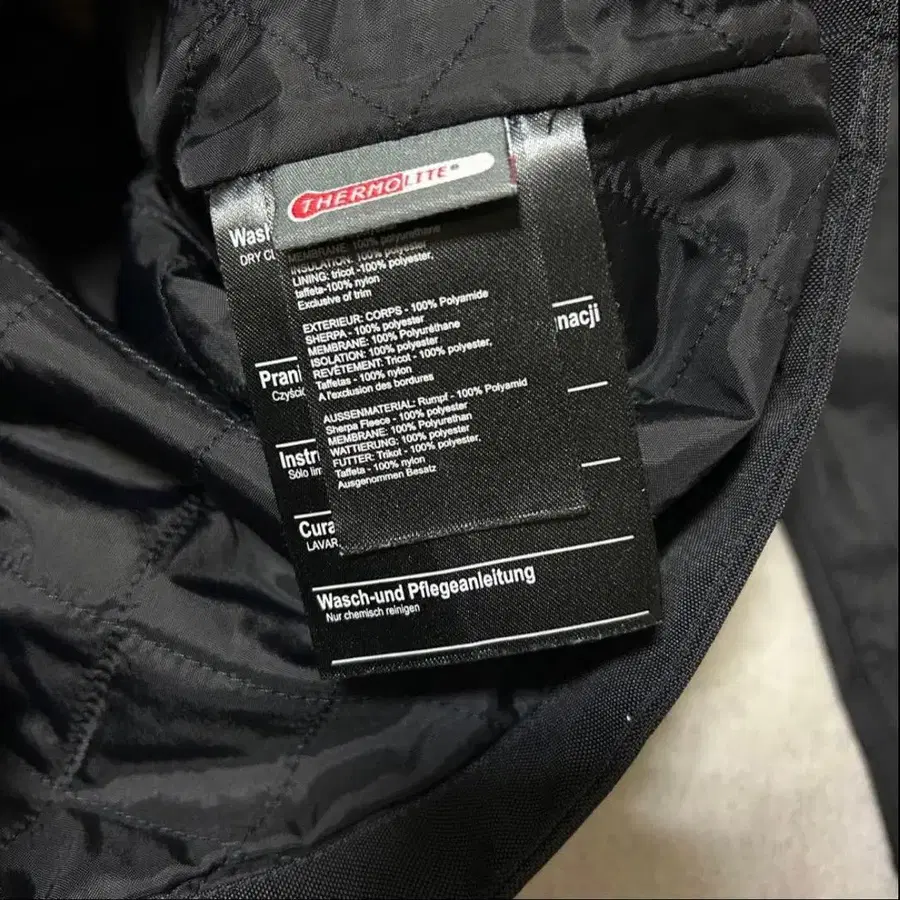 THERMOLITE®
Wasl
DRY CL
MEMBRANE: 100% polyurethane
INSULATION: 100% polyester
LINING: tricot -100% polyester,
taffeta-100% nylon
Exclusive of trim
EXTERIEUR: CORPS - 100% Polyamide
SHERPA - 100% polyester
MEMBRANE: 100% Polyuréthane
ISOLATION: 100% polyester
REVÊTEMENT: Tricot - 100% polyester,
Taffetas - 100% nylon
A l'exclusion des bordures
nacji
Prani
Czyścić
AUSSENMATERIAL: Rumpf - 100% Polyamid
Sherpa Fleece - 100% polyester
MEMBRANE: 100% Polyurethan
WATTIERUNG: 100% polyester
FUTTER: Trikot - 100% polyester,
Taffeta - 100% nylon
Ausgenommen Besatz
Instr
Sólo lim
Cura
LAVAR
Wasch-und Pflegeanleitung
Nur chemisch reinigen